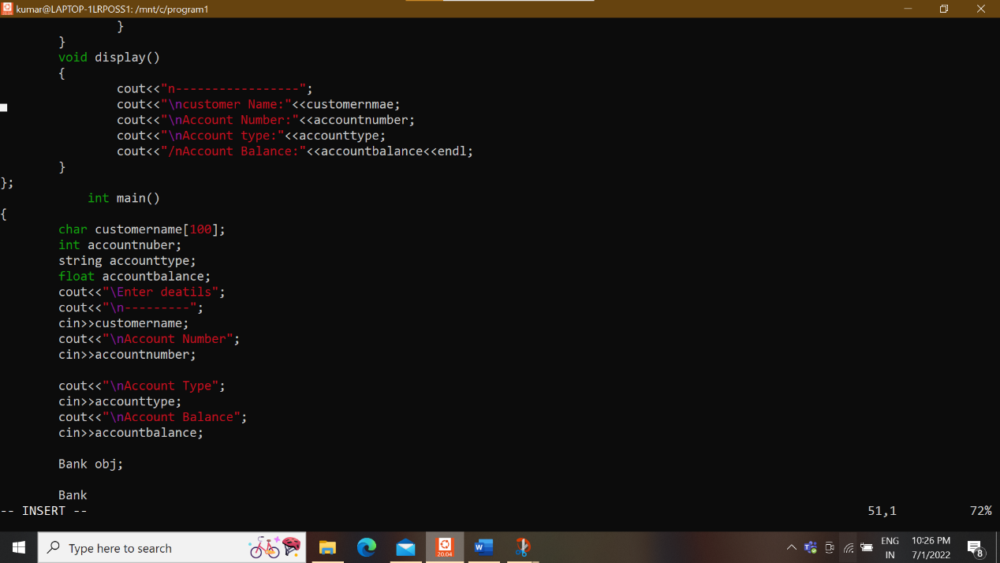 kumar@LAPTOP-1LRPOSS1: /mnt/c/program1
20.04
}
}
void display()
{
cout<<"n-----------------";
cout<<"\ncustomer Name:"<<customernmae;
cout<<"\nAccount Number:"<<accountnumber;
cout<<"\nAccount type:"<<accounttype;
cout<<"/nAccount Balance:"<<accountbalance<<endl;
}
};
int main()
{
char customername[100];
int accountnuber;
string accounttype;
float accountbalance;
cout<<"\Enter deatils";
cout<<"\n---------";
cin>>customername;
cout<<"\nAccount Number";
cin>>accountnumber;
cout<<"\nAccount Type";
cin>>accounttype;
cout<<"\nAccount Balance";
cin>>accountbalance;
Bank obj;
Bank
-- INSERT -- 51,1 72%
Type here to search
20.04
W
ENG
IN
10:26 PM
7/1/2022
8